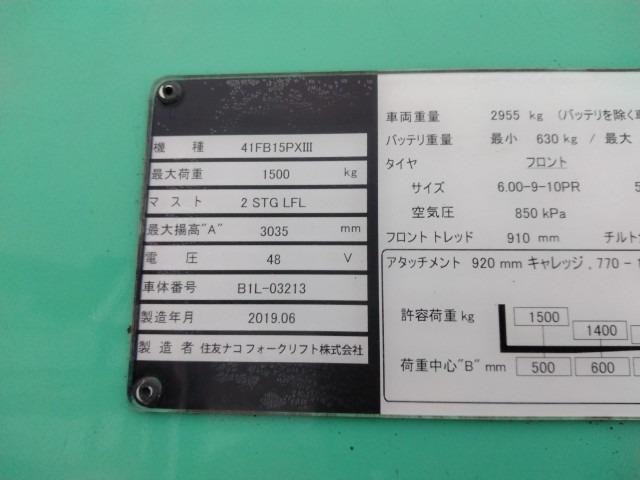 機 種 41FB15PXIII
最大荷重 1500 kg
マスト 2 STG LFL
最大揚高"A" 3035 mm
電 圧 48 V
車体番号 B1L-03213
製造年月 2019.06
製造者 住友ナコ フォークリフト株式会社
車両重量 2955 kg (バッテリを除く
バッテリ重量 最小 630 kg / 最大
タイヤ フロント
サイズ 6.00-9-10PR 5
空気圧 850 kPa
フロントトレッド 910 mm チルト
アタッチメント 920 mm キャレッジ , 770 - 1
許容荷重 kg 1500 1400
荷重中心"B" mm 500 600